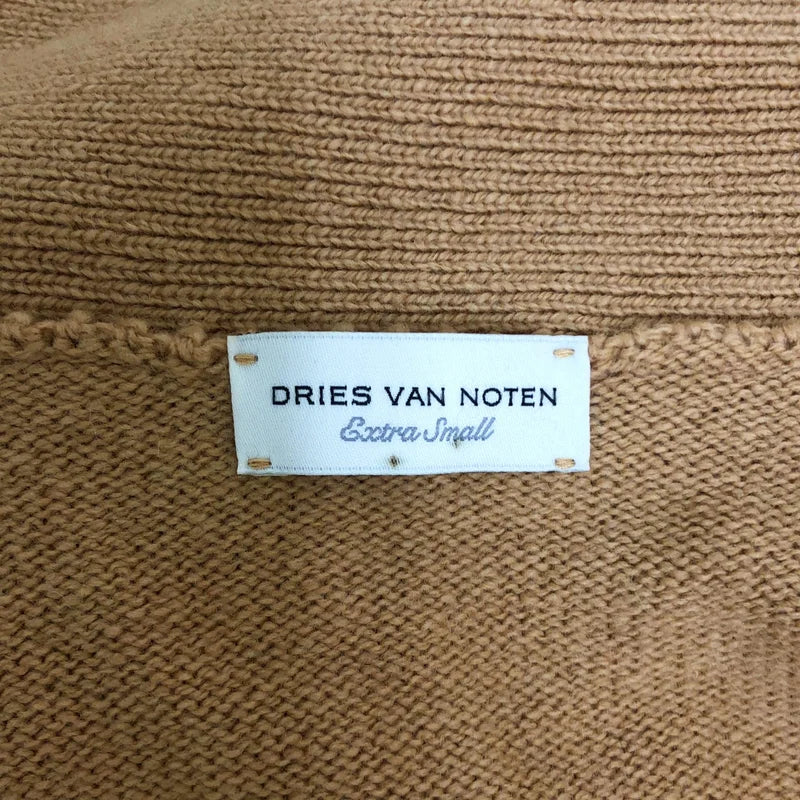 DRIES VAN NOTEN
Extra Small